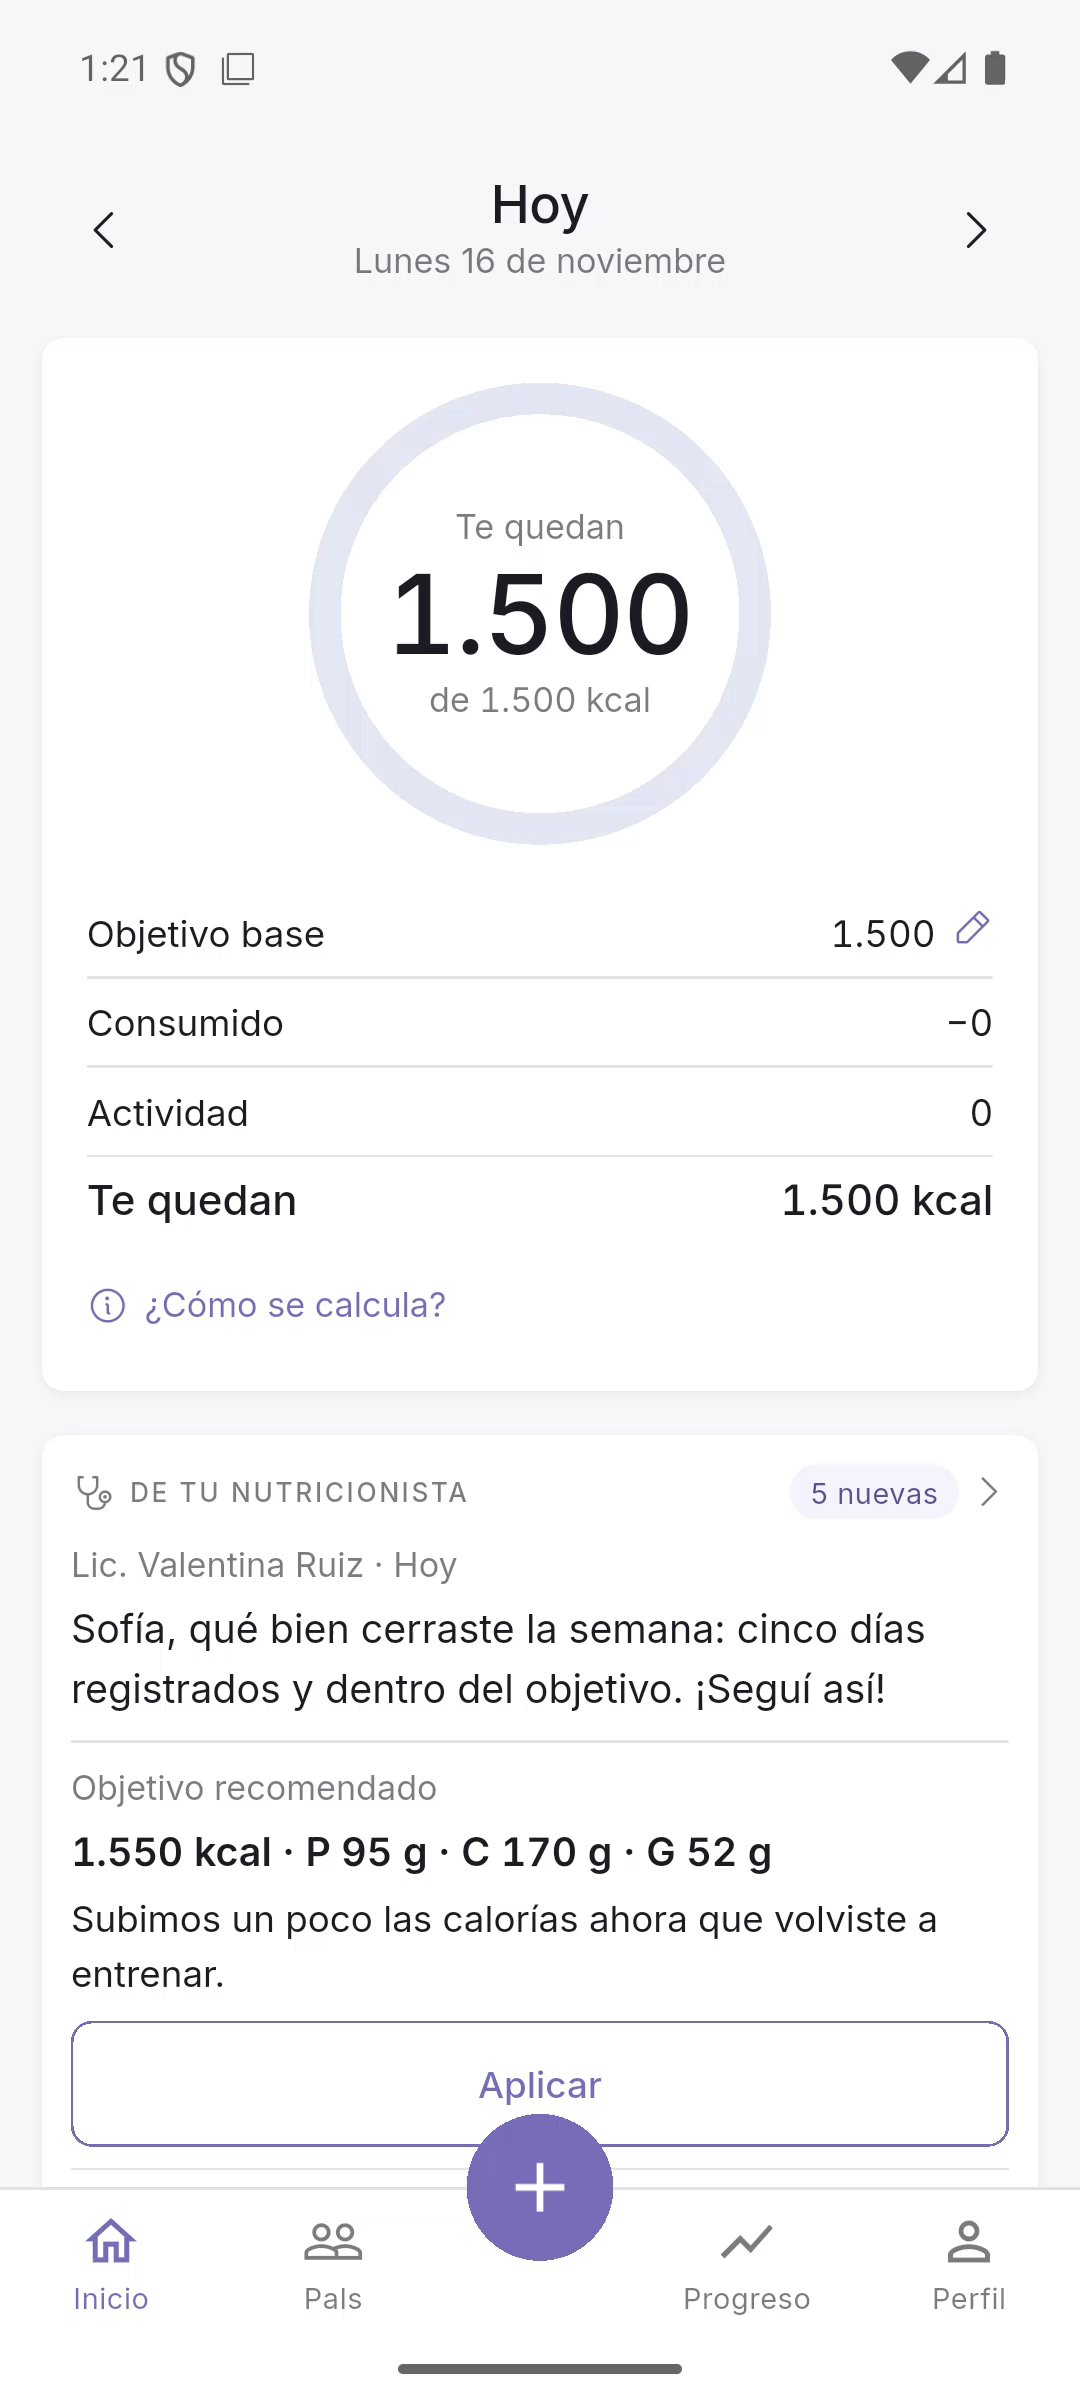 1:21
Hoy
Lunes 16 de noviembre
Te quedan
1.500
de 1.500 kcal
Objetivo base 1.500
Consumido −0
Actividad 0
Te quedan 1.500 kcal
¿Cómo se calcula?
DE TU NUTRICIONISTA 5 nuevas
Lic. Valentina Ruiz · Hoy
Sofía, qué bien cerraste la semana: cinco días
registrados y dentro del objetivo. ¡Seguí así!
Objetivo recomendado
1.550 kcal · P 95 g · C 170 g · G 52 g
Subimos un poco las calorías ahora que volviste a
entrenar.
Aplicar
Inicio Pals Progreso Perfil